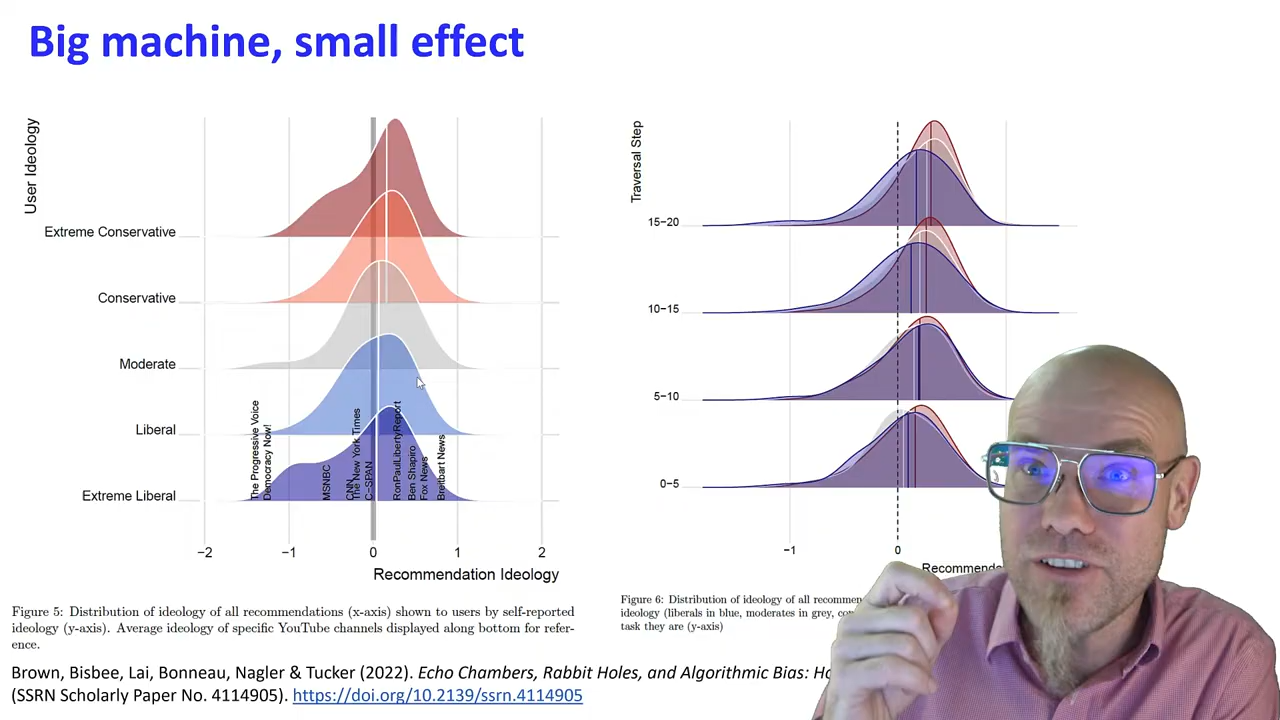 Big machine, small effect
User Ideology
Extreme Conservative
Conservative
Moderate
Liberal
Extreme Liberal
The Progressive Voice
Democracy Now!
MSNBC
CNN
The New York Times
C-SPAN
RonPaulLibertyReport
Ben Shapiro
Fox News
Breitbart News
−2 −1 0 1 2
Recommendation Ideology
Figure 5: Distribution of ideology of all recommendations (x-axis) shown to users by self-reported
ideology (y-axis). Average ideology of specific YouTube channels displayed along bottom for refer-
ence.
Traversal Step
15−20
10−15
5−10
0−5
−1 0
Figure 6: Distribution of ideology of all
ideology (liberals in blue, moderates in grey,
task they are (y-axis)
Brown, Bisbee, Lai, Bonneau, Nagler & Tucker (2022). Echo Chambers, Rabbit Holes, and Algorithmic Bias:
(SSRN Scholarly Paper No. 4114905). https://doi.org/10.2139/ssrn.4114905